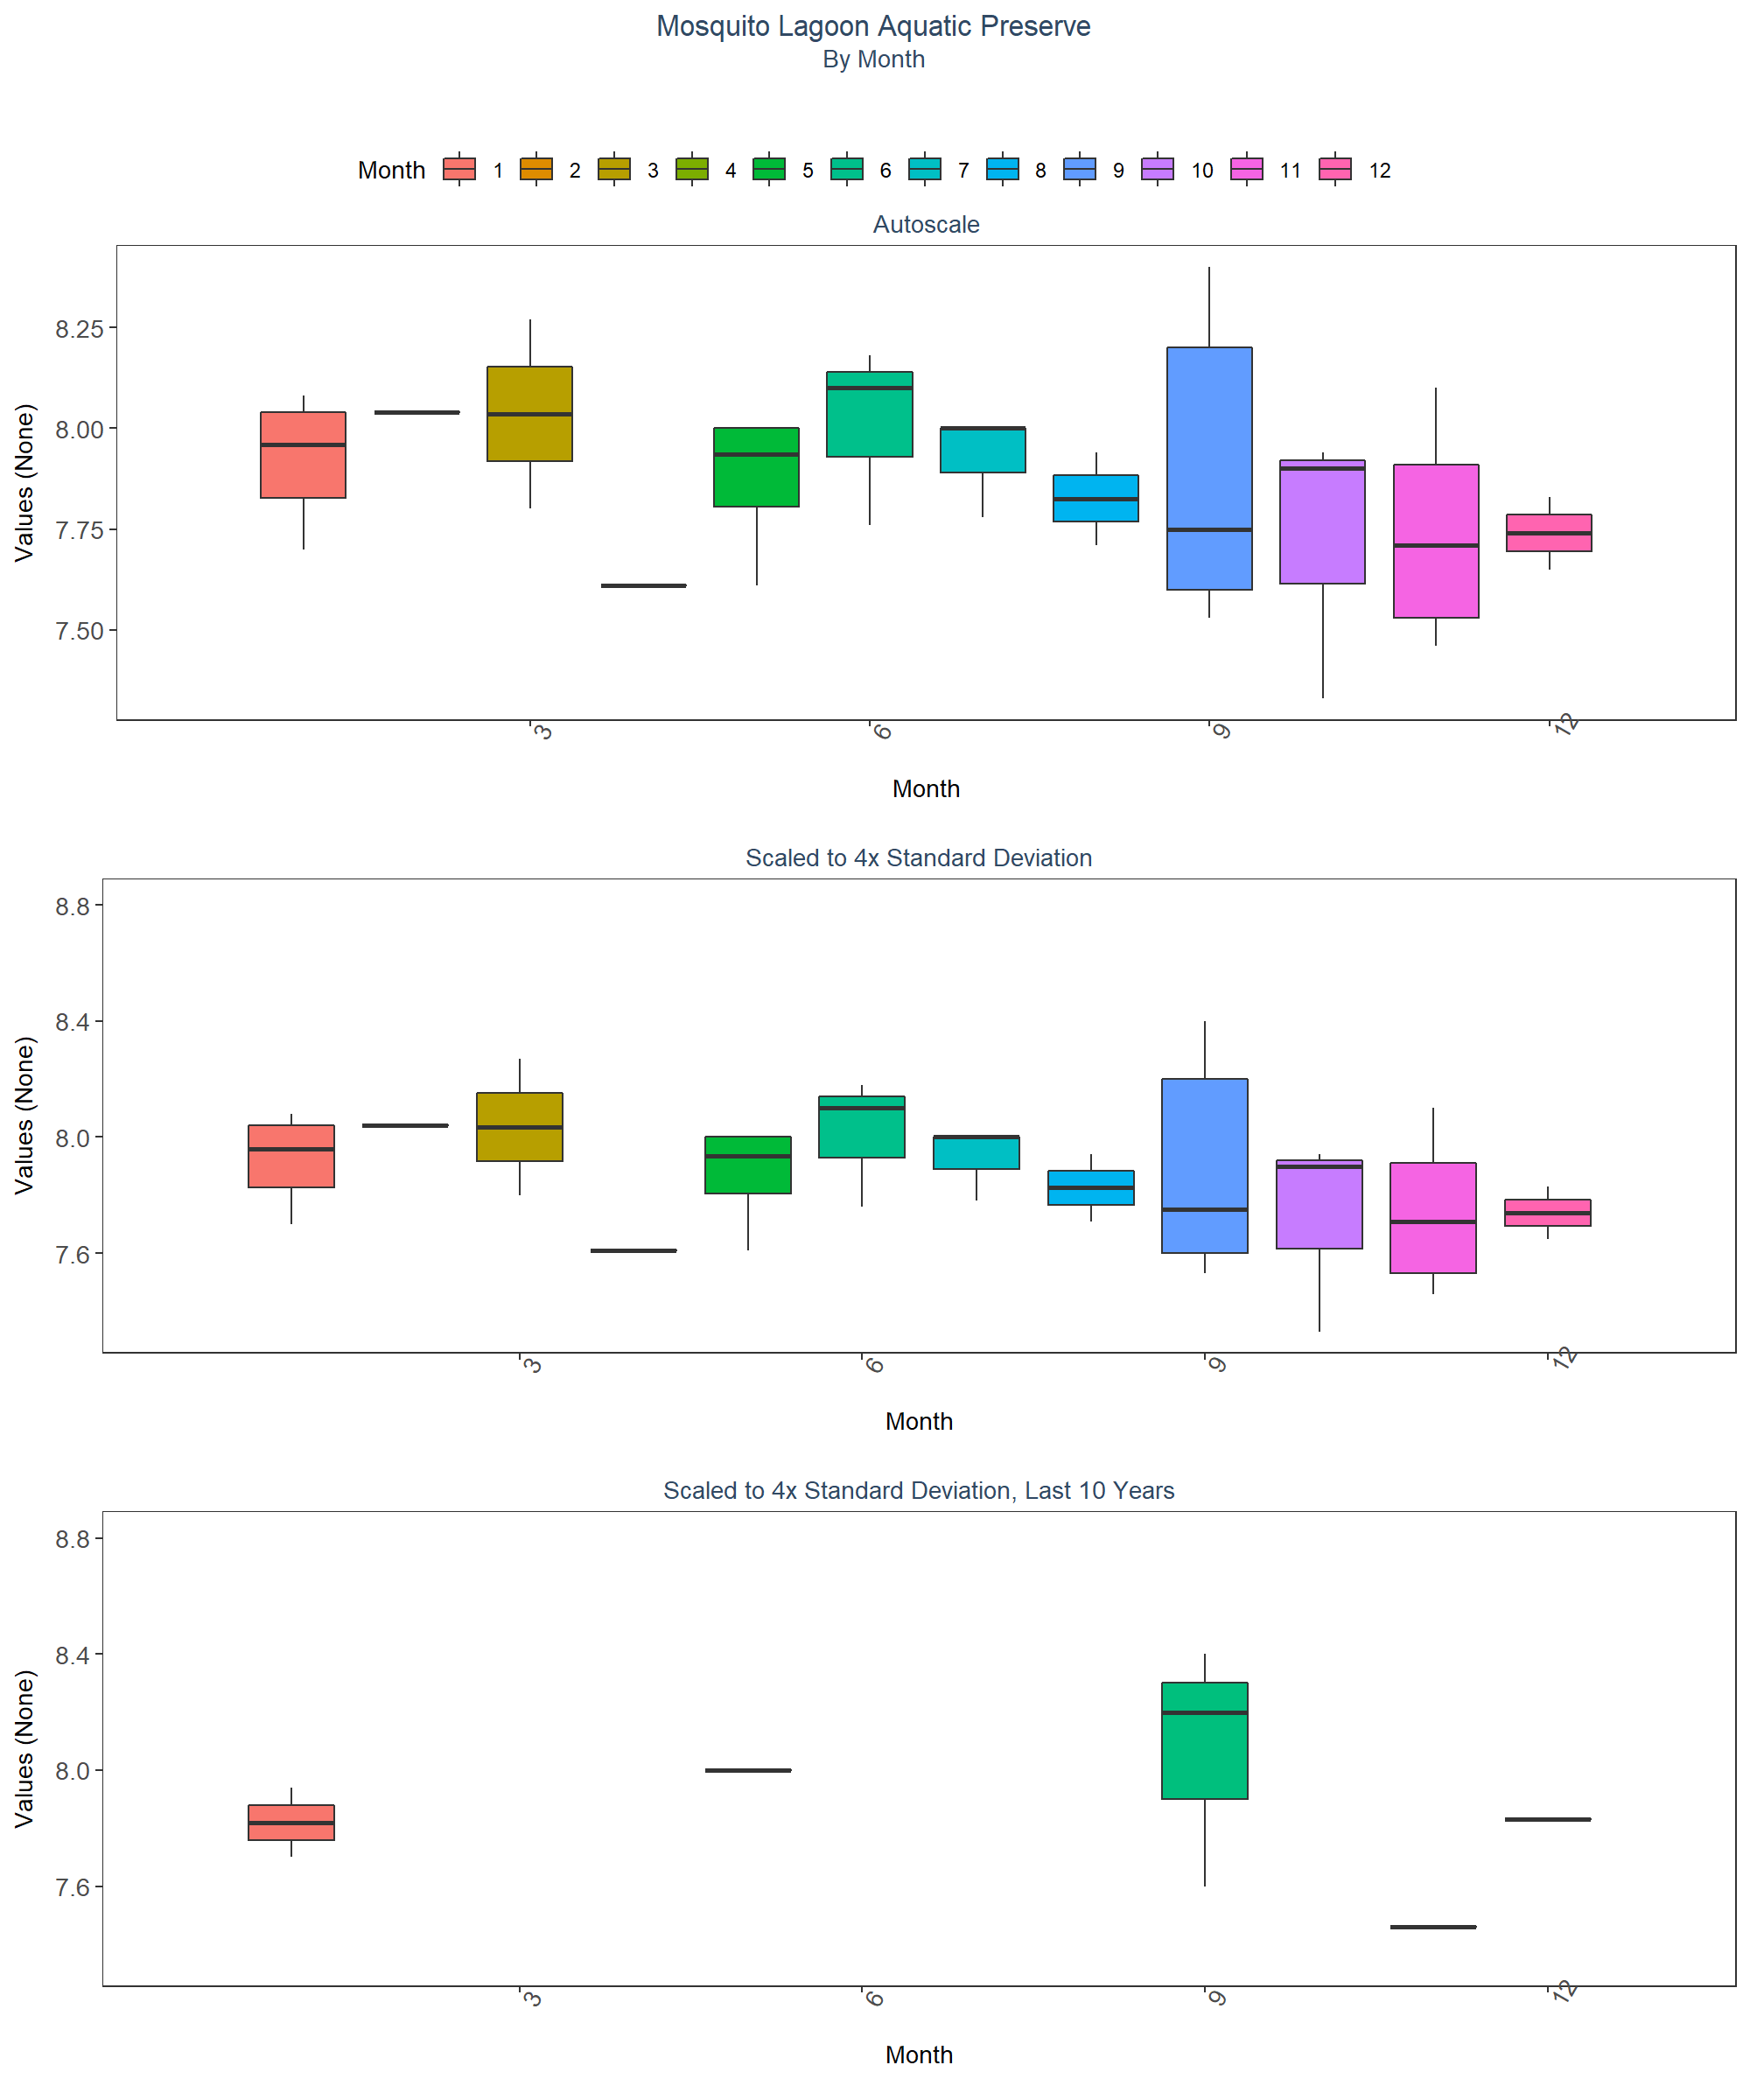 Mosquito Lagoon Aquatic Preserve
By Month
Month 1 2 3 4 5 6 7 8 9 10 11 12
Autoscale
Values (None)
8.25
8.00
7.75
7.50
3 6 9 12
Month
Scaled to 4x Standard Deviation
Values (None)
8.8
8.4
8.0
7.6
3 6 9 12
Month
Scaled to 4x Standard Deviation, Last 10 Years
Values (None)
8.8
8.4
8.0
7.6
3 6 9 12
Month